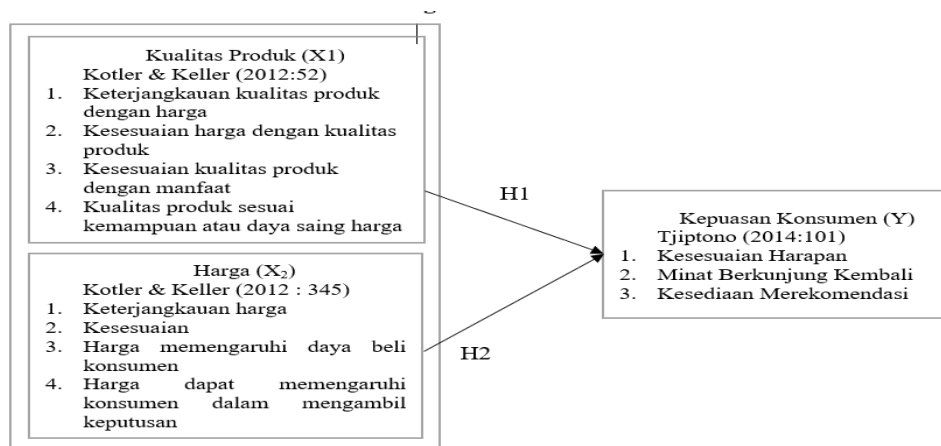 Kualitas Produk (X1)
Kotler & Keller (2012:52)
1. Keterjangkauan kualitas produk
dengan harga
2. Kesesuaian harga dengan kualitas
produk
3. Kesesuaian kualitas produk
dengan manfaat
4. Kualitas produk sesuai
kemampuan atau daya saing harga
Harga (X₂)
Kotler & Keller (2012 : 345)
1. Keterjangkauan harga
2. Kesesuaian
3. Harga memengaruhi daya beli
konsumen
4. Harga dapat memengaruhi
konsumen dalam mengambil
keputusan
H1
H2
Kepuasan Konsumen (Y)
Tjiptono (2014:101)
1. Kesesuaian Harapan
2. Minat Berkunjung Kembali
3. Kesediaan Merekomendasi